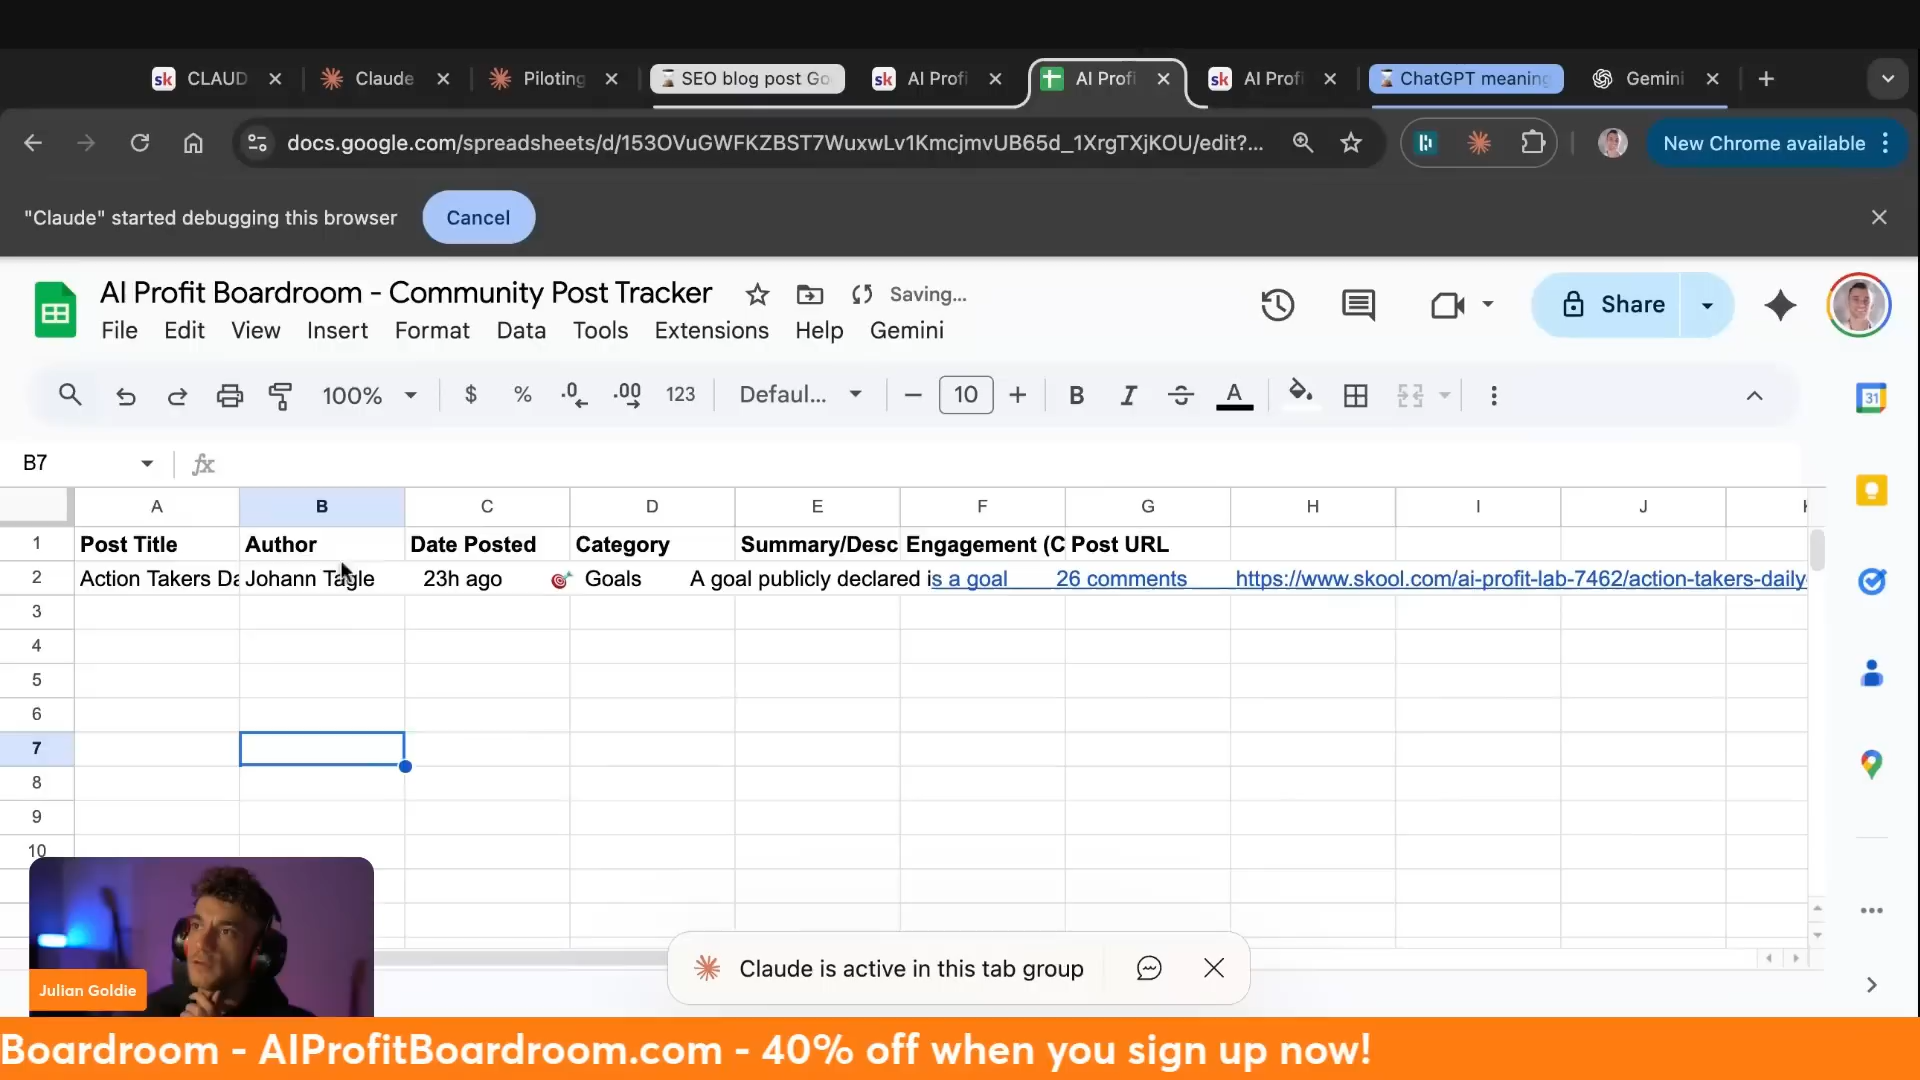 CLAUD
Claude
Piloting
SEO blog post Go
AI Profi
AI Profi
AI Profi
ChatGPT meaning
Gemini
docs.google.com/spreadsheets/d/153OVuGWFKZBST7WuxwLv1KmcjmvUB65d_1XrgTXjKOU/edit?...
New Chrome available
"Claude" started debugging this browser
Cancel
AI Profit Boardroom - Community Post Tracker
Saving...
File Edit View Insert Format Data Tools Extensions Help Gemini
Share
100% $ % .0 .00 123 Defaul... 10 B I S A
31
B7 fx
A B C D E F G H I J K
1 Post Title Author Date Posted Category Summary/Desc Engagement (C Post URL
2 Action Takers Da Johann Tagle 23h ago 🎯 Goals A goal publicly declared is a goal 26 comments https://www.skool.com/ai-profit-lab-7462/action-takers-daily-
3
4
5
6
7
8
9
10
Claude is active in this tab group
Julian Goldie
Boardroom - AIProfitBoardroom.com - 40% off when you sign up now!